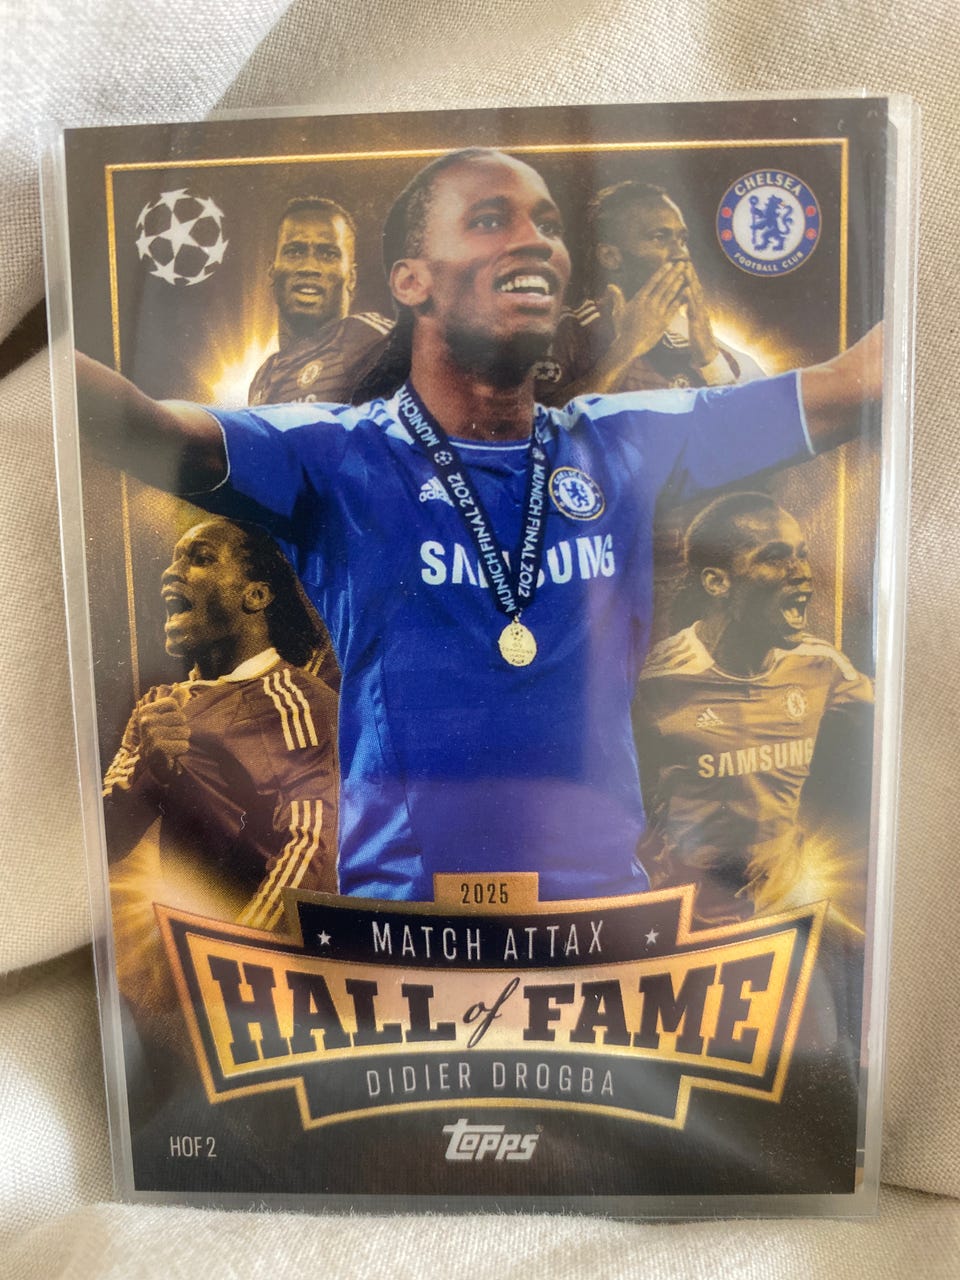 CHELSEA
FOOTBALL CLUB
MUNICH
MUNICH FINAL 2012
MUNICH FINAL 2012
SAMSUNG
SAMSUNG
2025
MATCH ATTAX
HALL of FAME
DIDIER DROGBA
HOF 2
topps